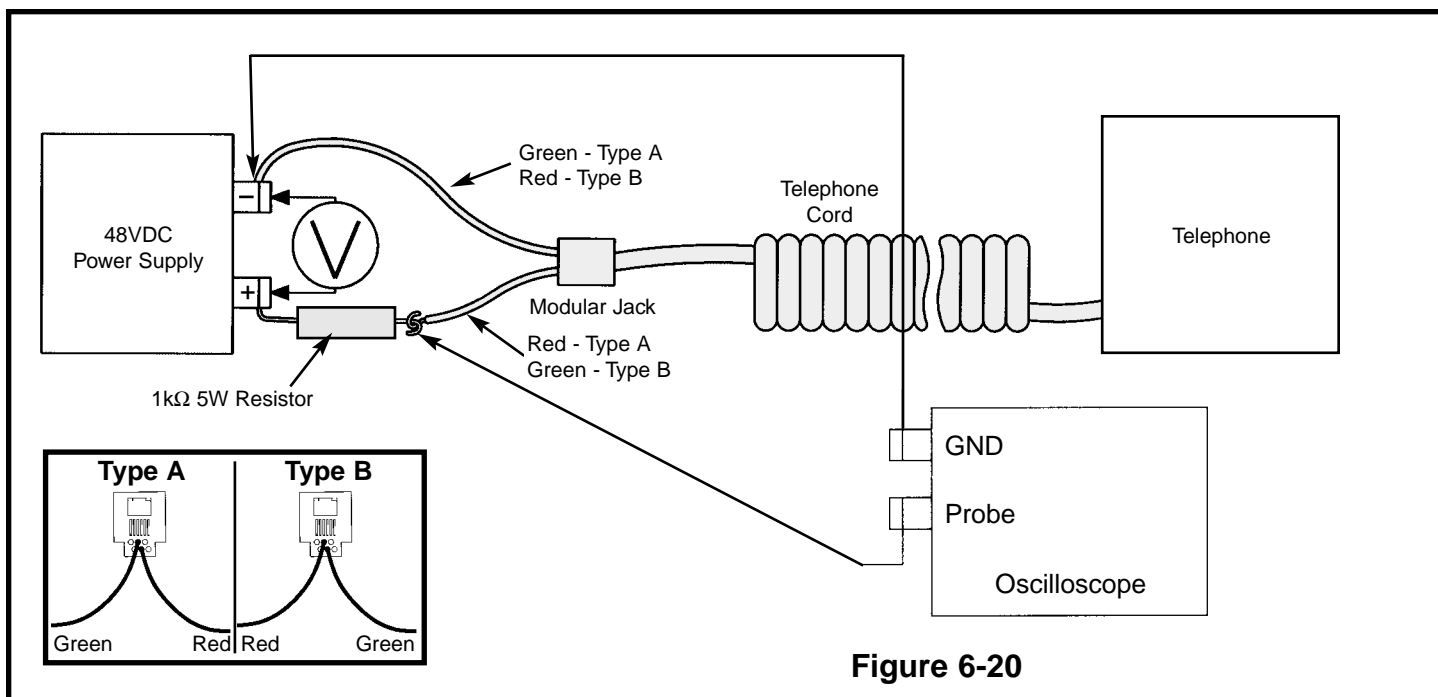 Green - Type A
Red - Type B
Telephone
Cord
Telephone
48VDC
Power Supply
−
+
V
Modular Jack
Red - Type A
Green - Type B
1kΩ 5W Resistor
GND
Probe
Oscilloscope
Type A
Type B
Green
Red
Red
Green
Figure 6-20